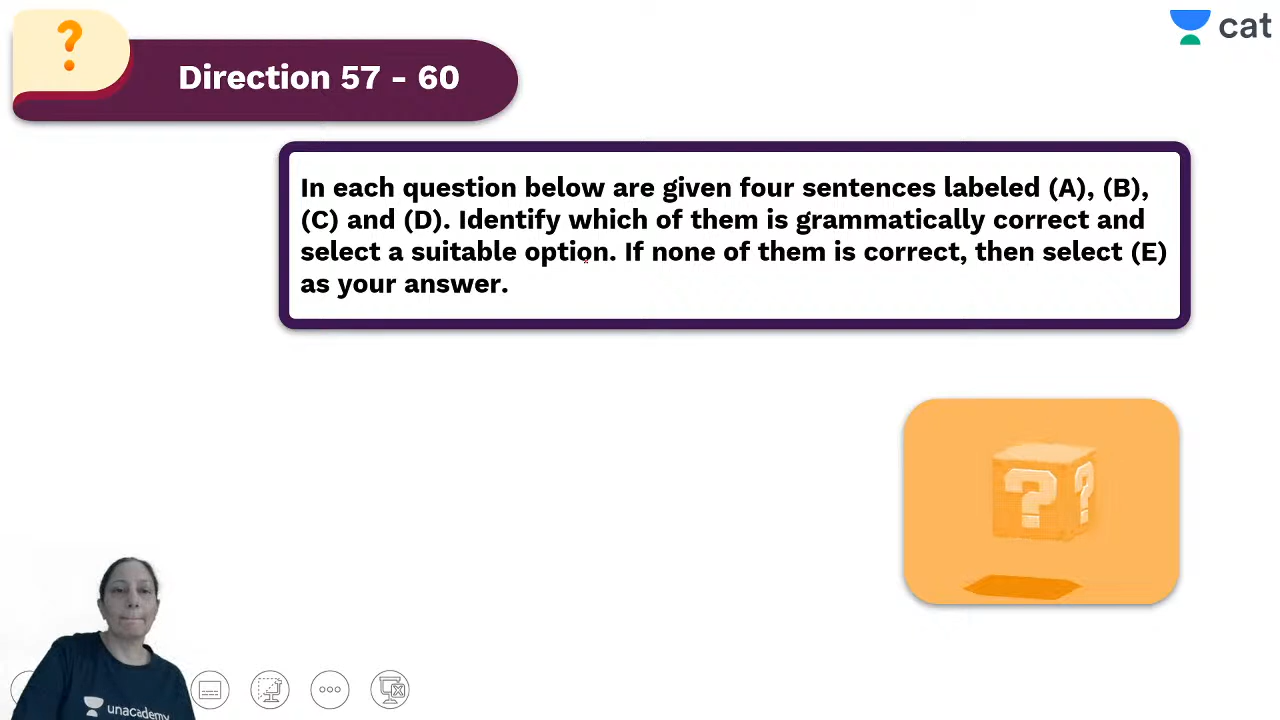 ?
cat
Direction 57 - 60
In each question below are given four sentences labeled (A), (B),
(C) and (D). Identify which of them is grammatically correct and
select a suitable option. If none of them is correct, then select (E)
as your answer.
? ?
unacademy